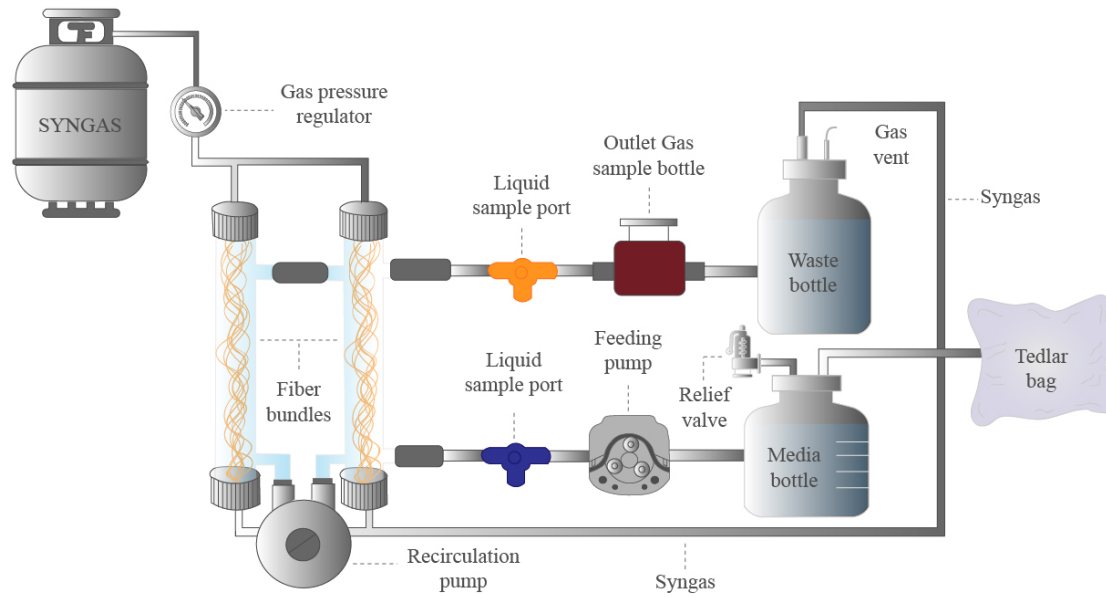 SYNGAS
Gas pressure
regulator
Outlet Gas
sample bottle
Gas
vent
Liquid
sample port
Syngas
Waste
bottle
Feeding
pump
Tedlar
bag
Fiber
bundles
Liquid
sample port
Relief
valve
Media
bottle
Recirculation
pump
Syngas